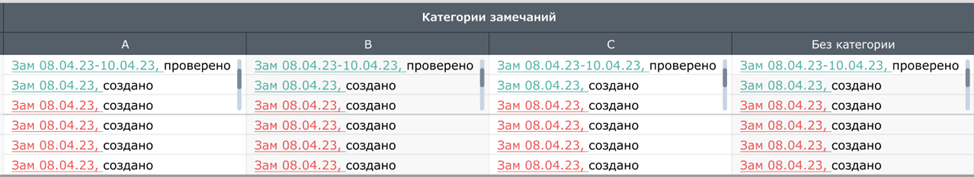 Категории замечаний
A B C Без категории
Зам 08.04.23-10.04.23, проверено Зам 08.04.23-10.04.23, проверено Зам 08.04.23-10.04.23, проверено Зам 08.04.23-10.04.23, проверено
Зам 08.04.23, создано Зам 08.04.23, создано Зам 08.04.23, создано Зам 08.04.23, создано
Зам 08.04.23, создано Зам 08.04.23, создано Зам 08.04.23, создано Зам 08.04.23, создано
Зам 08.04.23, создано Зам 08.04.23, создано Зам 08.04.23, создано Зам 08.04.23, создано
Зам 08.04.23, создано Зам 08.04.23, создано Зам 08.04.23, создано Зам 08.04.23, создано
Зам 08.04.23, создано Зам 08.04.23, создано Зам 08.04.23, создано Зам 08.04.23, создано